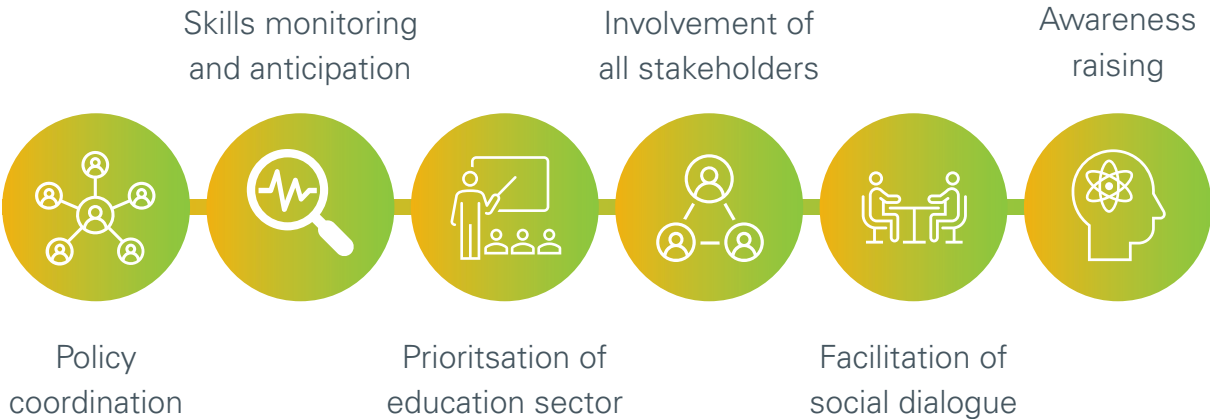 Skills monitoring
and anticipation
Involvement of
all stakeholders
Awareness
raising
Policy
coordination
Prioritsation of
education sector
Facilitation of
social dialogue